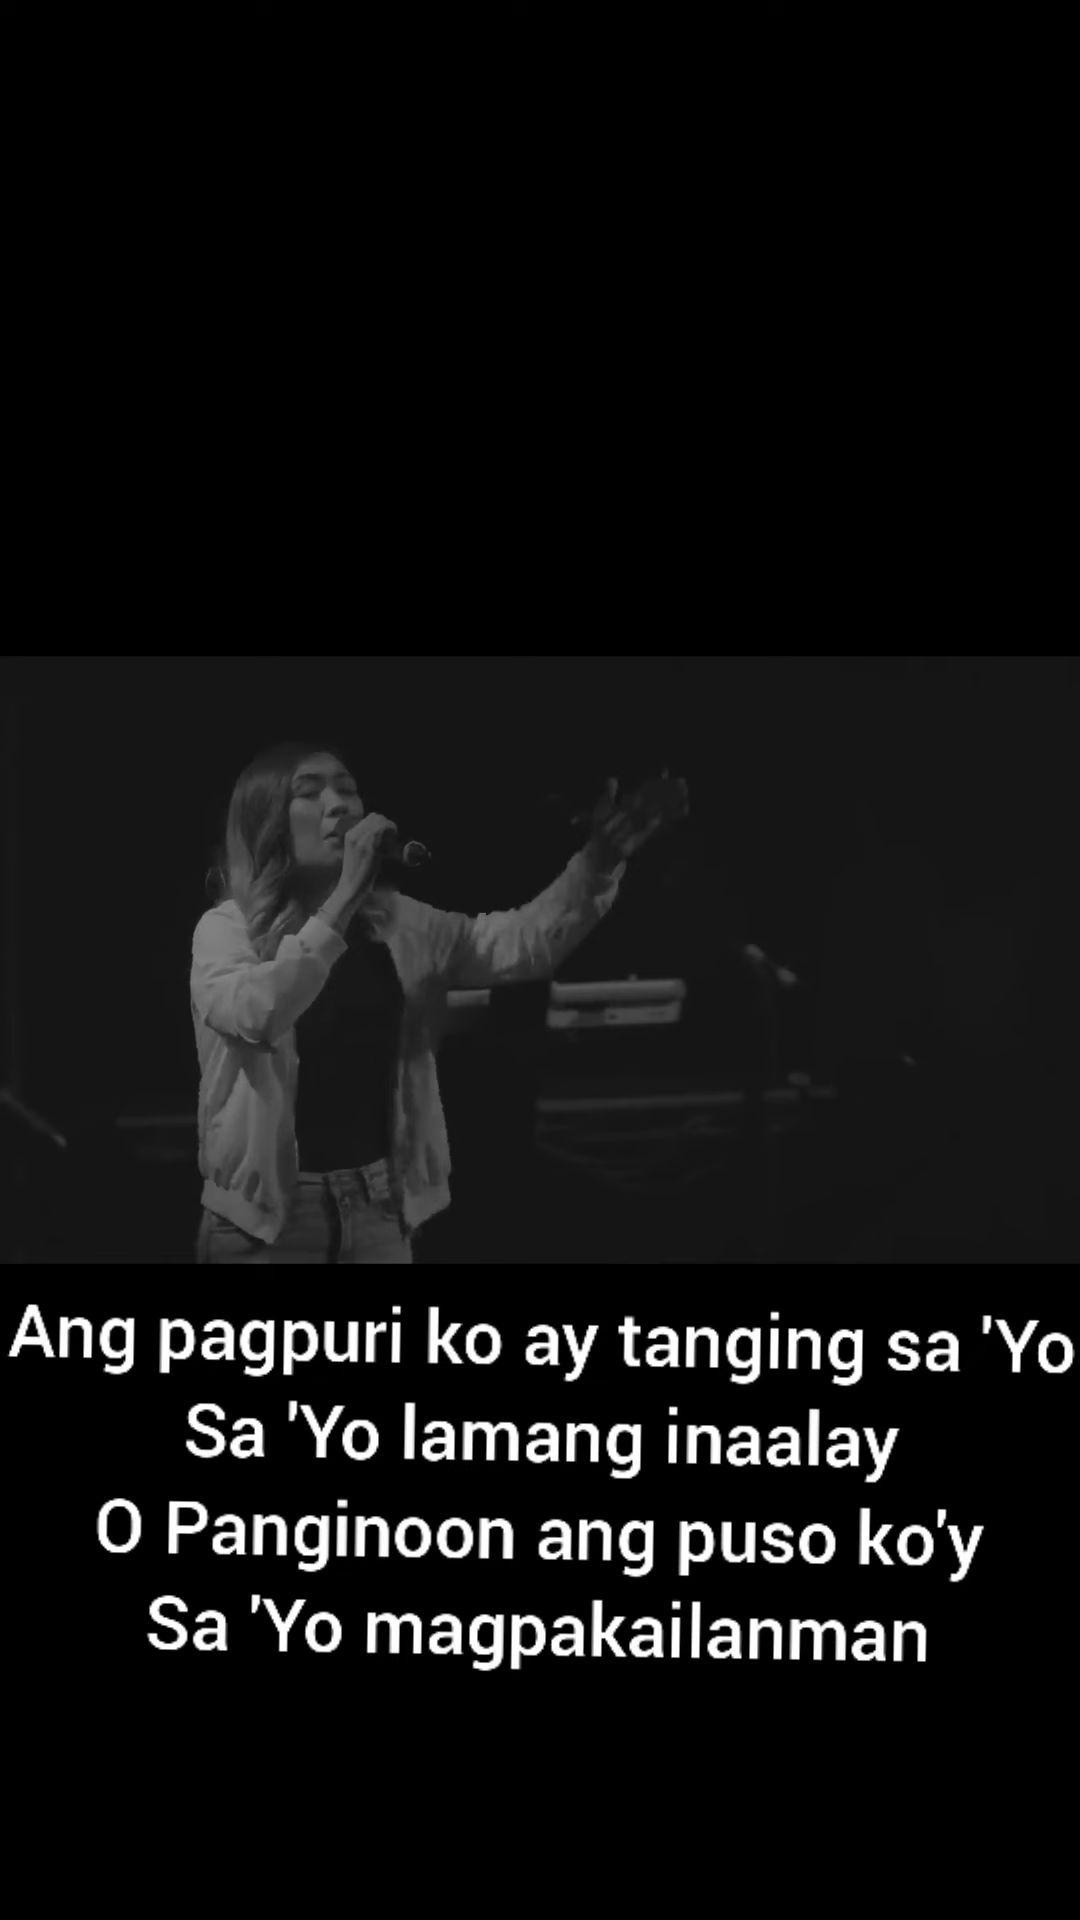 Ang pagpuri ko ay tanging sa 'Yo
Sa 'Yo lamang inaalay
O Panginoon ang puso ko'y
Sa 'Yo magpakailanman